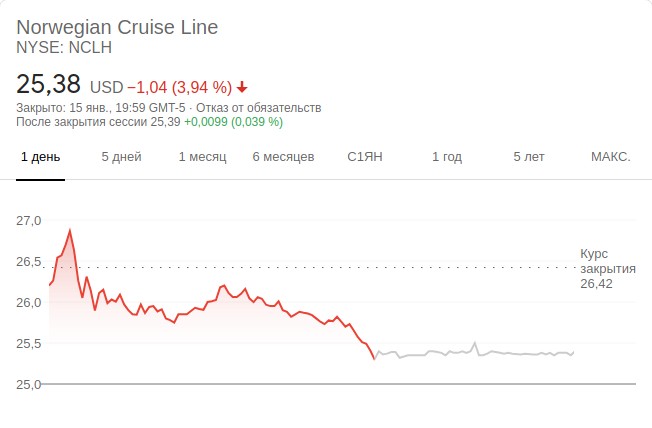 Norwegian Cruise Line
NYSE: NCLH
25,38 USD −1,04 (3,94 %)
Закрыто: 15 янв., 19:59 GMT-5 · Отказ от обязательств
После закрытия сессии 25,39 +0,0099 (0,039 %)
1 день 5 дней 1 месяц 6 месяцев С1ЯН 1 год 5 лет МАКС.
27,0
26,5
Курс
закрытия
26,42
26,0
25,5
25,0